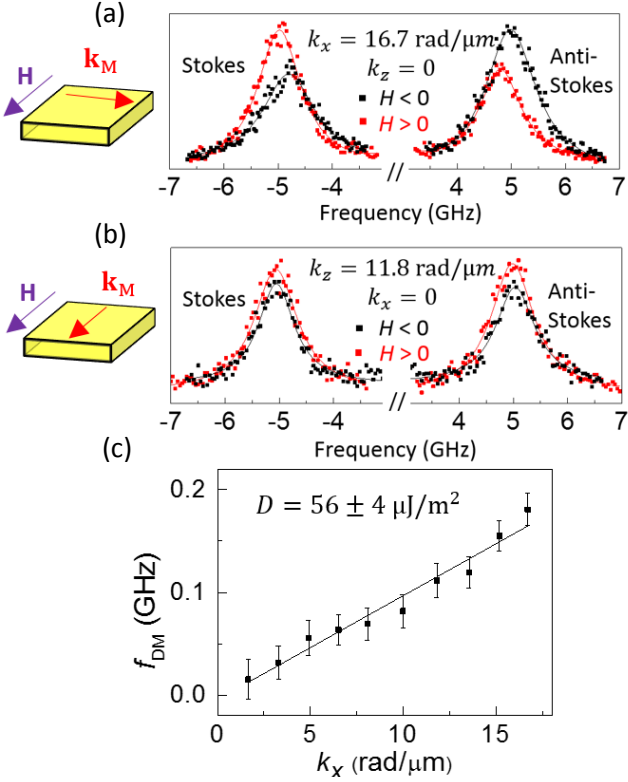 (a)
H
k_M
Stokes
k_x = 16.7 rad/μm
k_z = 0
H < 0
H > 0
Anti-
Stokes
-7 -6 -5 -4 // 4 5 6 7
Frequency (GHz)
(b)
H
k_M
Stokes
k_z = 11.8 rad/μm
k_x = 0
H < 0
H > 0
Anti-
Stokes
-7 -6 -5 -4 // 4 5 6 7
Frequency (GHz)
(c)
D = 56 ± 4 μJ/m²
f_DM (GHz)
0.2
0.1
0.0
0 5 10 15
k_x (rad/μm)